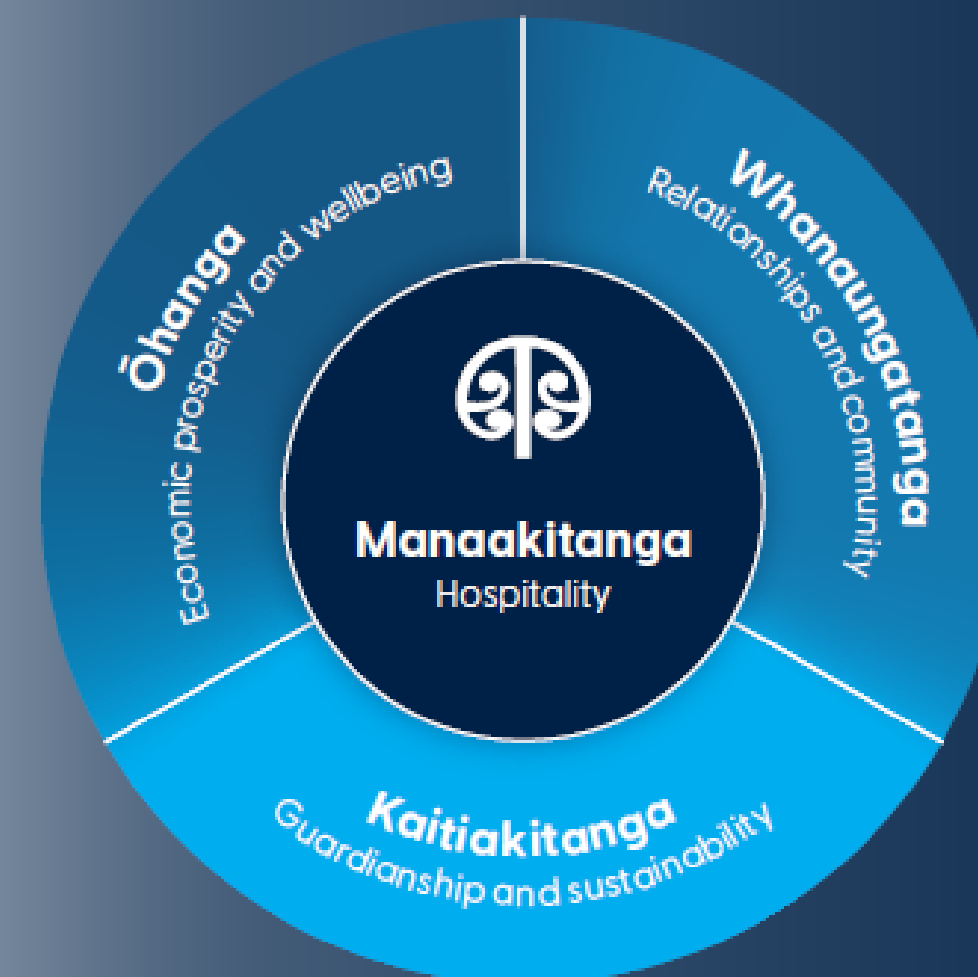 Ōhanga
Economic prosperity and wellbeing
Whanaungatanga
Relationships and community
Manaakitanga
Hospitality
Kaitiakitanga
Guardianship and sustainability